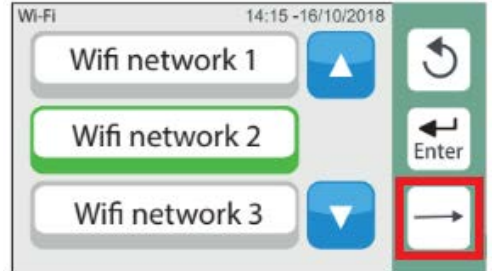 Wi-Fi 14:15 -16/10/2018
Wifi network 1
Wifi network 2
Enter
Wifi network 3